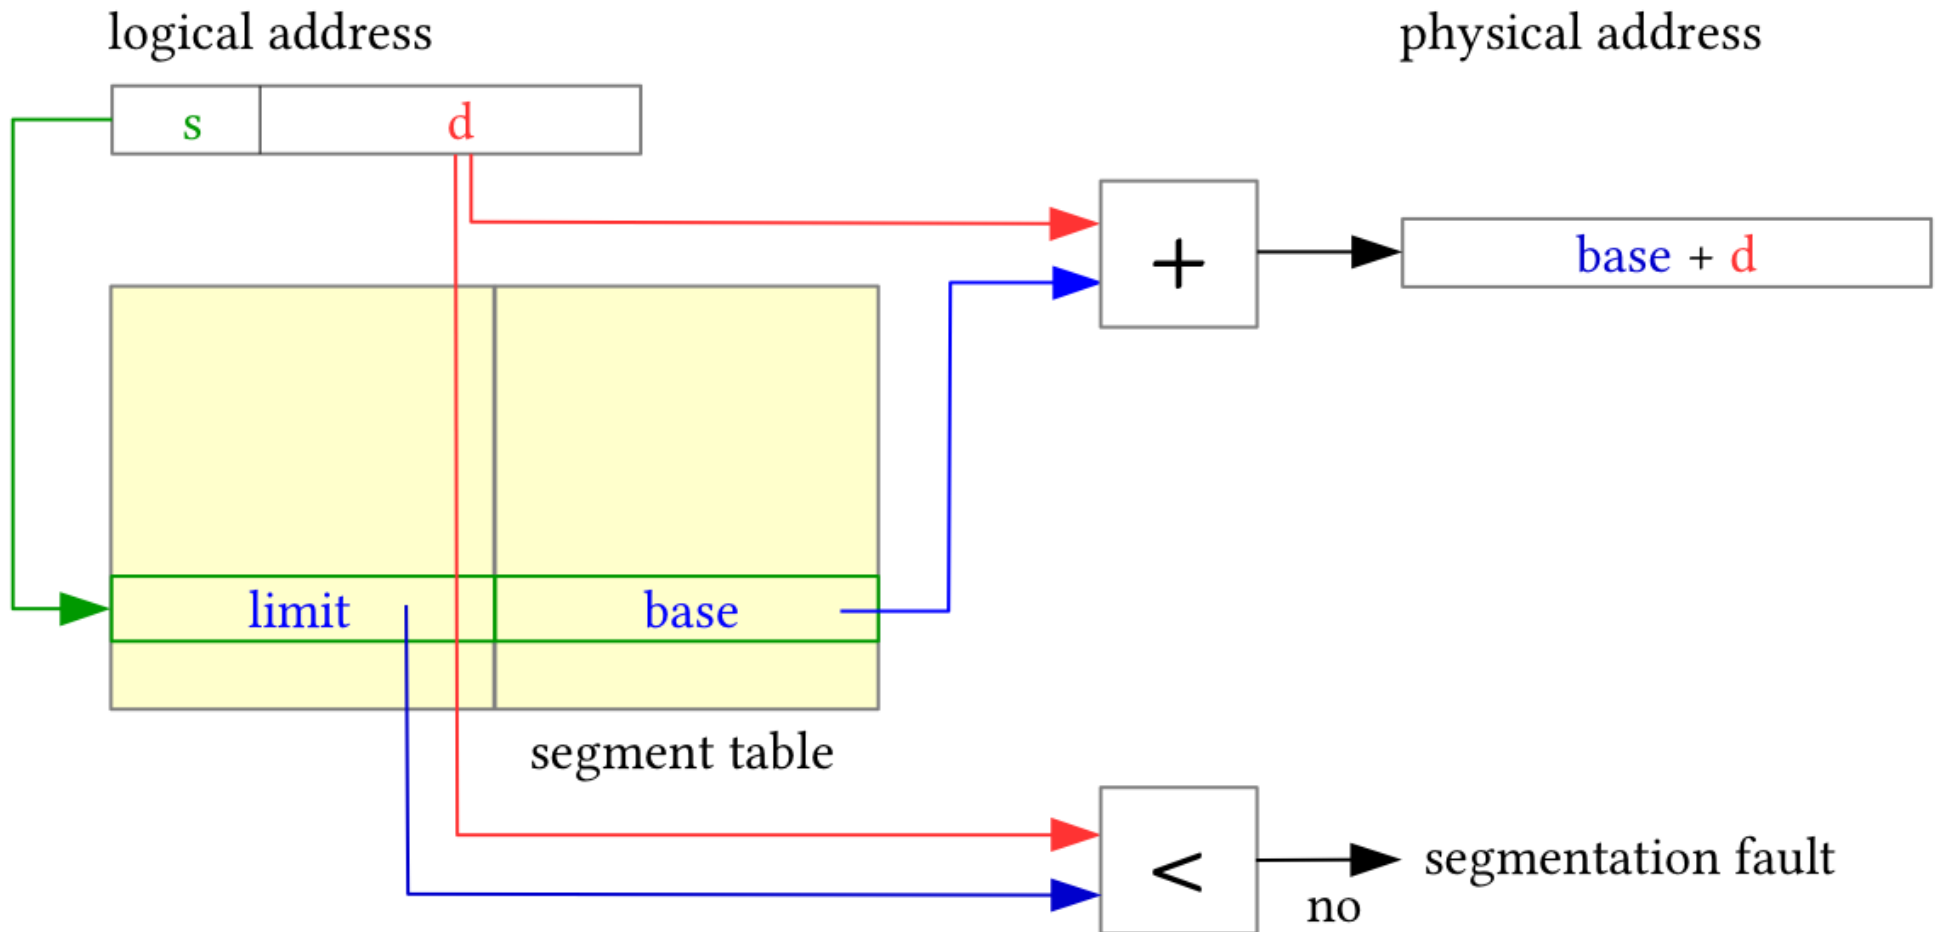 logical address
physical address
s
d
+
base + d
limit
base
segment table
<
segmentation fault
no